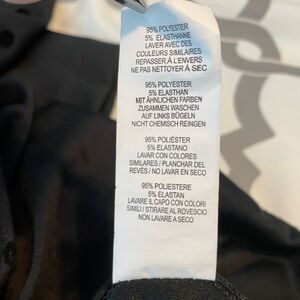 95% POLYESTER
5% ELASTHANNE
LAVER AVEC DES
COULEURS SIMILAIRES
REPASSER À L'ENVERS
NE PAS NETTOYER À SEC
95% POLYESTER
5% ELASTHAN
MIT ÄHNLICHEN FARBEN
ZUSAMMEN WASCHEN
AUF LINKS BÜGELN
NICHT CHEMISCH REINIGEN
95% POLIÉSTER
5% ELASTANO
LAVAR CON COLORES
SIMILARES / PLANCHAR DEL
REVÉS / NO LAVAR EN SECO
95% POLIESTERE
5% ELASTAN
LAVARE IL CAPO CON COLORI
SIMILI / STIRARE AL ROVESCIO
NON LAVARE A SECO